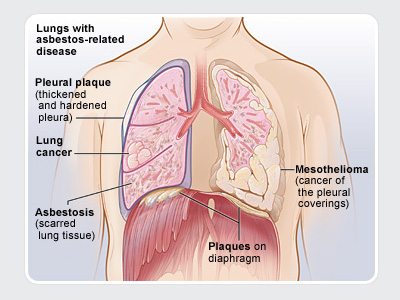 Lungs with
asbestos-related
disease
Pleural plaque
(thickened
and hardened
pleura)
Lung
cancer
Asbestosis
(scarred
lung tissue)
Plaques on
diaphragm
Mesothelioma
(cancer of
the pleural
coverings)